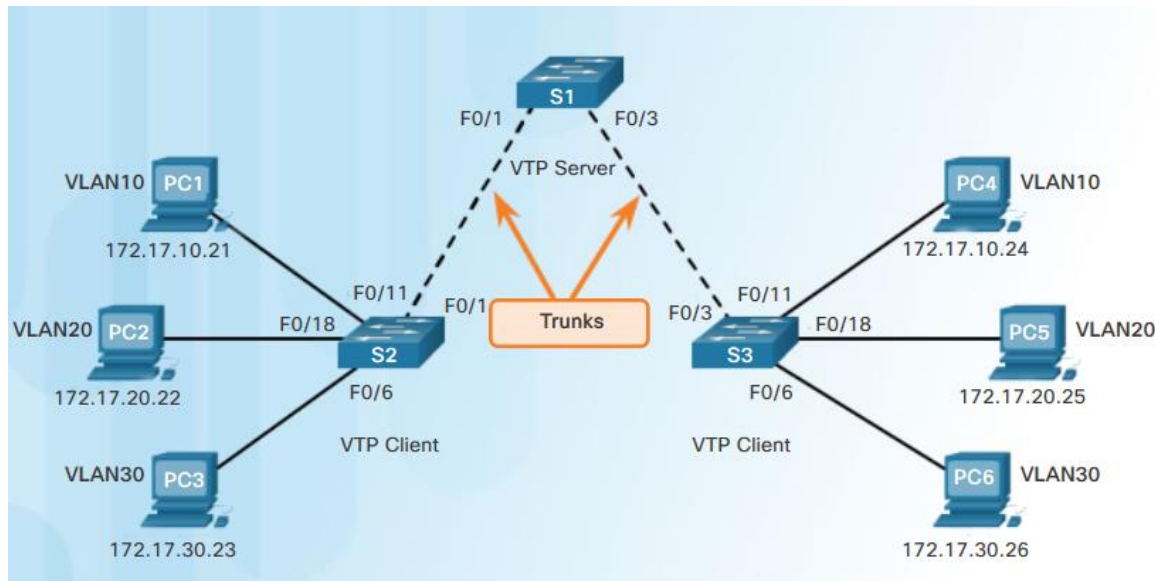 S1
F0/1
F0/3
VTP Server
VLAN10
PC1
172.17.10.21
PC4
VLAN10
172.17.10.24
F0/11
F0/1
Trunks
F0/3
F0/11
VLAN20
PC2
172.17.20.22
F0/18
S2
F0/6
VTP Client
F0/18
S3
F0/6
VTP Client
PC5
VLAN20
172.17.20.25
VLAN30
PC3
172.17.30.23
PC6
VLAN30
172.17.30.26